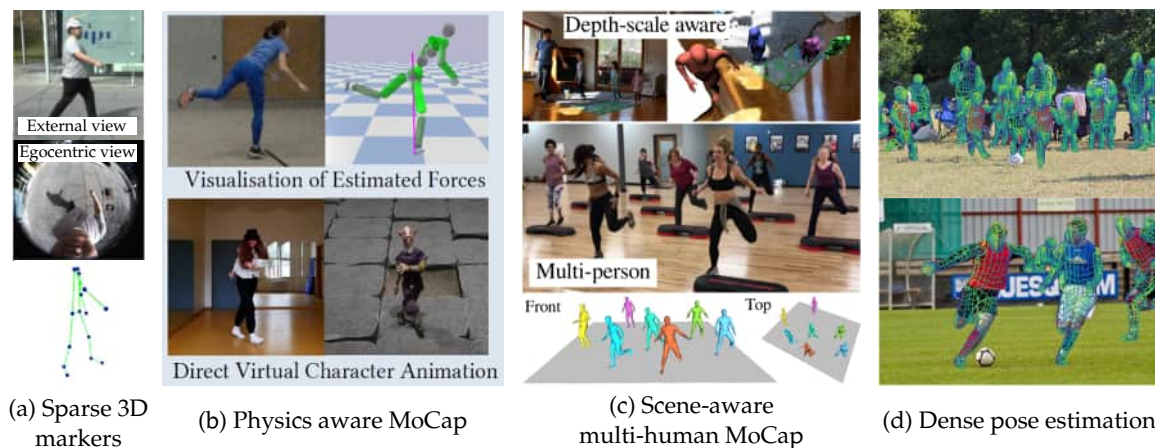 External view
Egocentric view
(a) Sparse 3D
markers
Visualisation of Estimated Forces
Direct Virtual Character Animation
(b) Physics aware MoCap
Depth-scale aware
Multi-person
Front
Top
(c) Scene-aware
multi-human MoCap
(d) Dense pose estimation